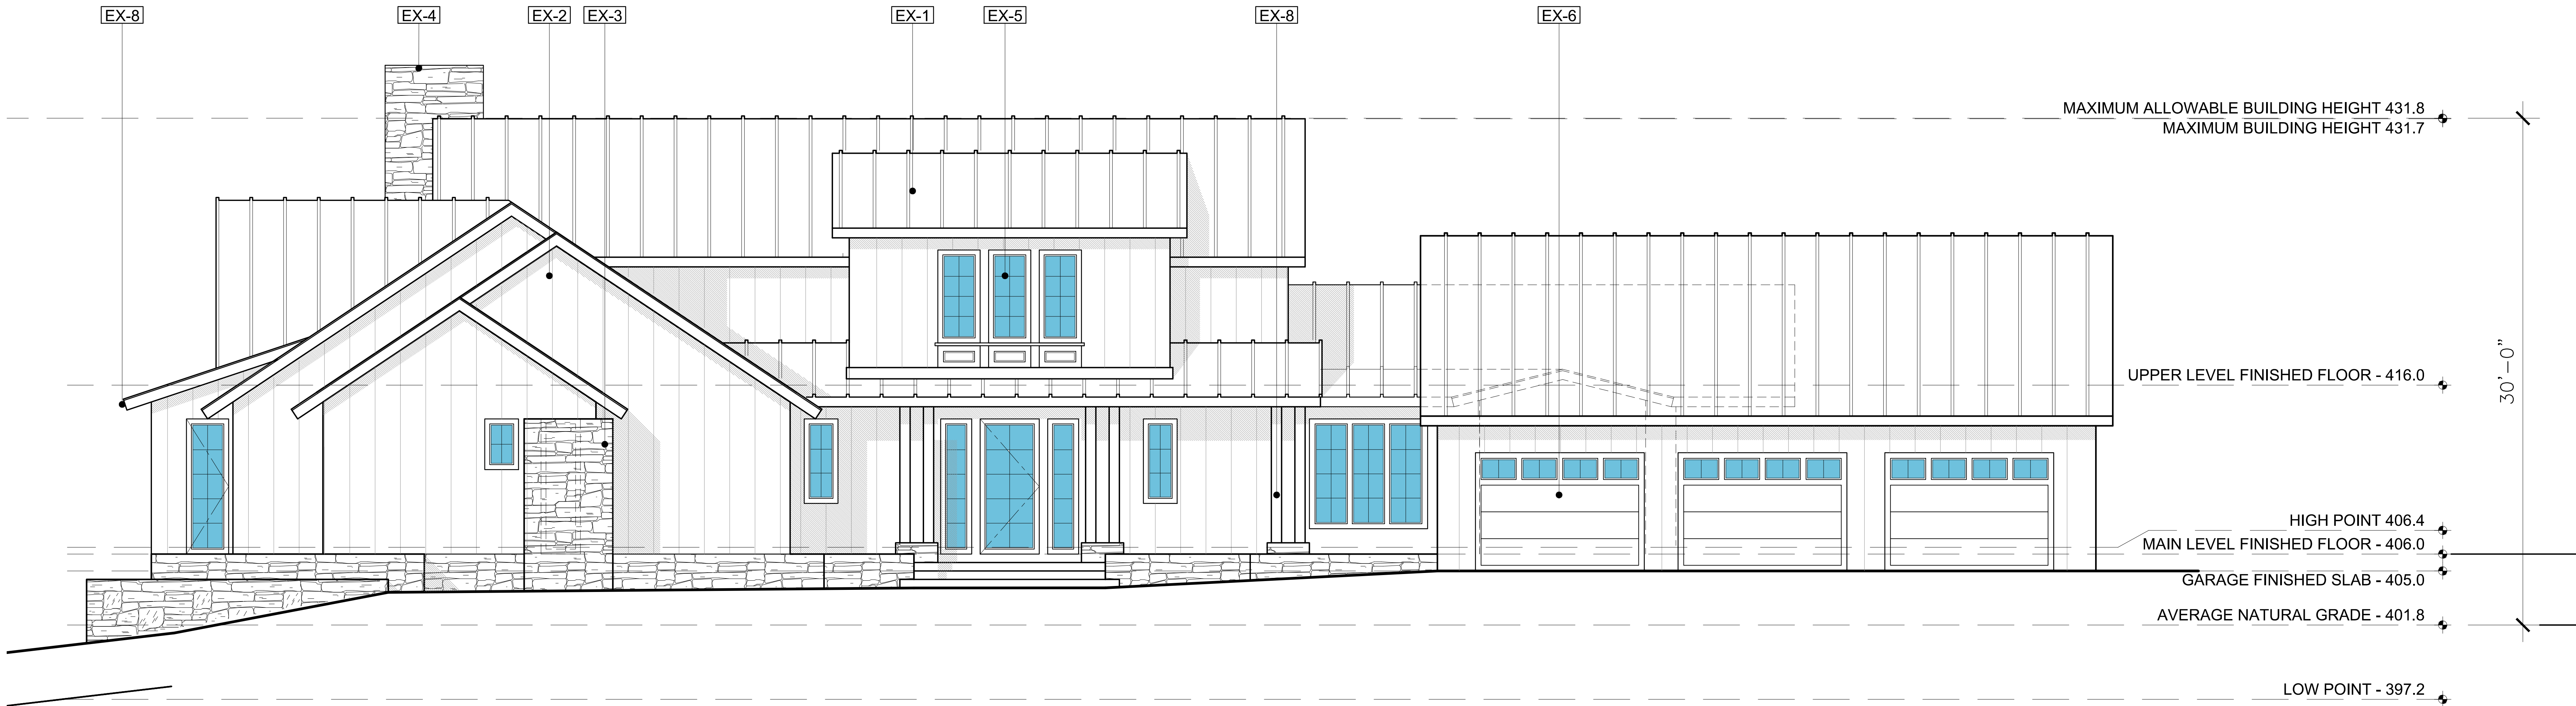 EX-8
EX-4
EX-2
EX-3
EX-1
EX-5
EX-8
EX-6
MAXIMUM ALLOWABLE BUILDING HEIGHT 431.8
MAXIMUM BUILDING HEIGHT 431.7
30'-0"
UPPER LEVEL FINISHED FLOOR - 416.0
HIGH POINT 406.4
MAIN LEVEL FINISHED FLOOR - 406.0
GARAGE FINISHED SLAB - 405.0
AVERAGE NATURAL GRADE - 401.8
LOW POINT - 397.2